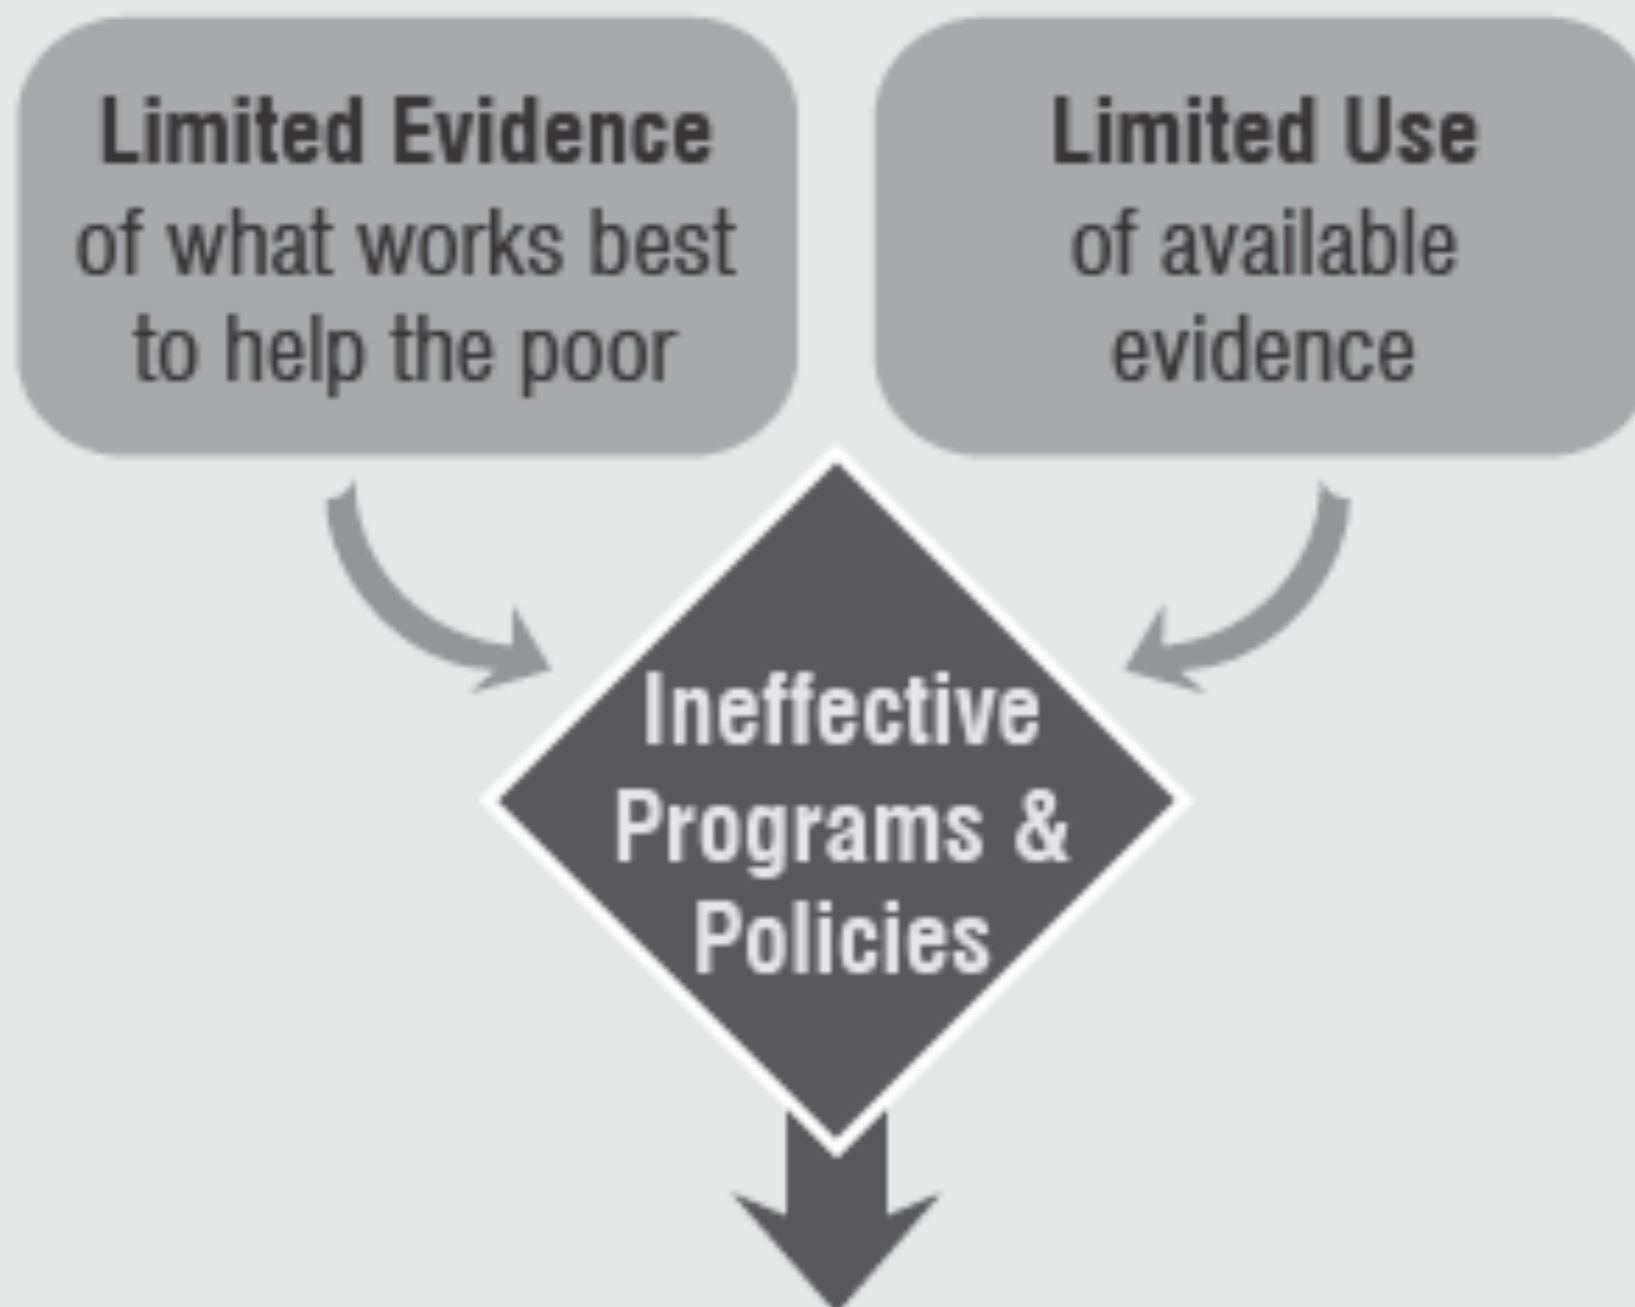 Limited Evidence
of what works best
to help the poor
Limited Use
of available
evidence
Ineffective
Programs &
Policies